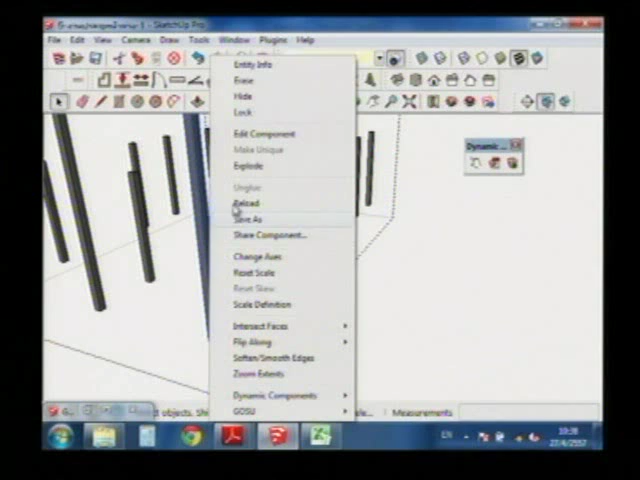 SketchUp Pro
File Edit View Camera Draw Tools Window Plugins Help
Entity Info
Erase
Hide
Lock
Edit Component
Make Unique
Explode
Unglue
Reload
Save As
Share Component...
Change Axes
Reset Scale
Reset Skew
Scale Definition
Intersect Faces
Flip Along
Soften/Smooth Edges
Zoom Extents
Dynamic Components
GOSU
Dynamic ...
Measurements
EN
10:38
27/4/2557